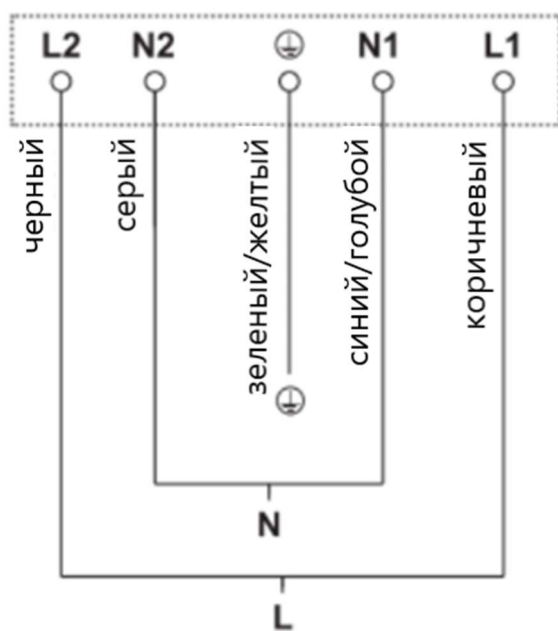 L2 N2 N1 L1
черный
серый
зеленый/желтый
синий/голубой
коричневый
N
L